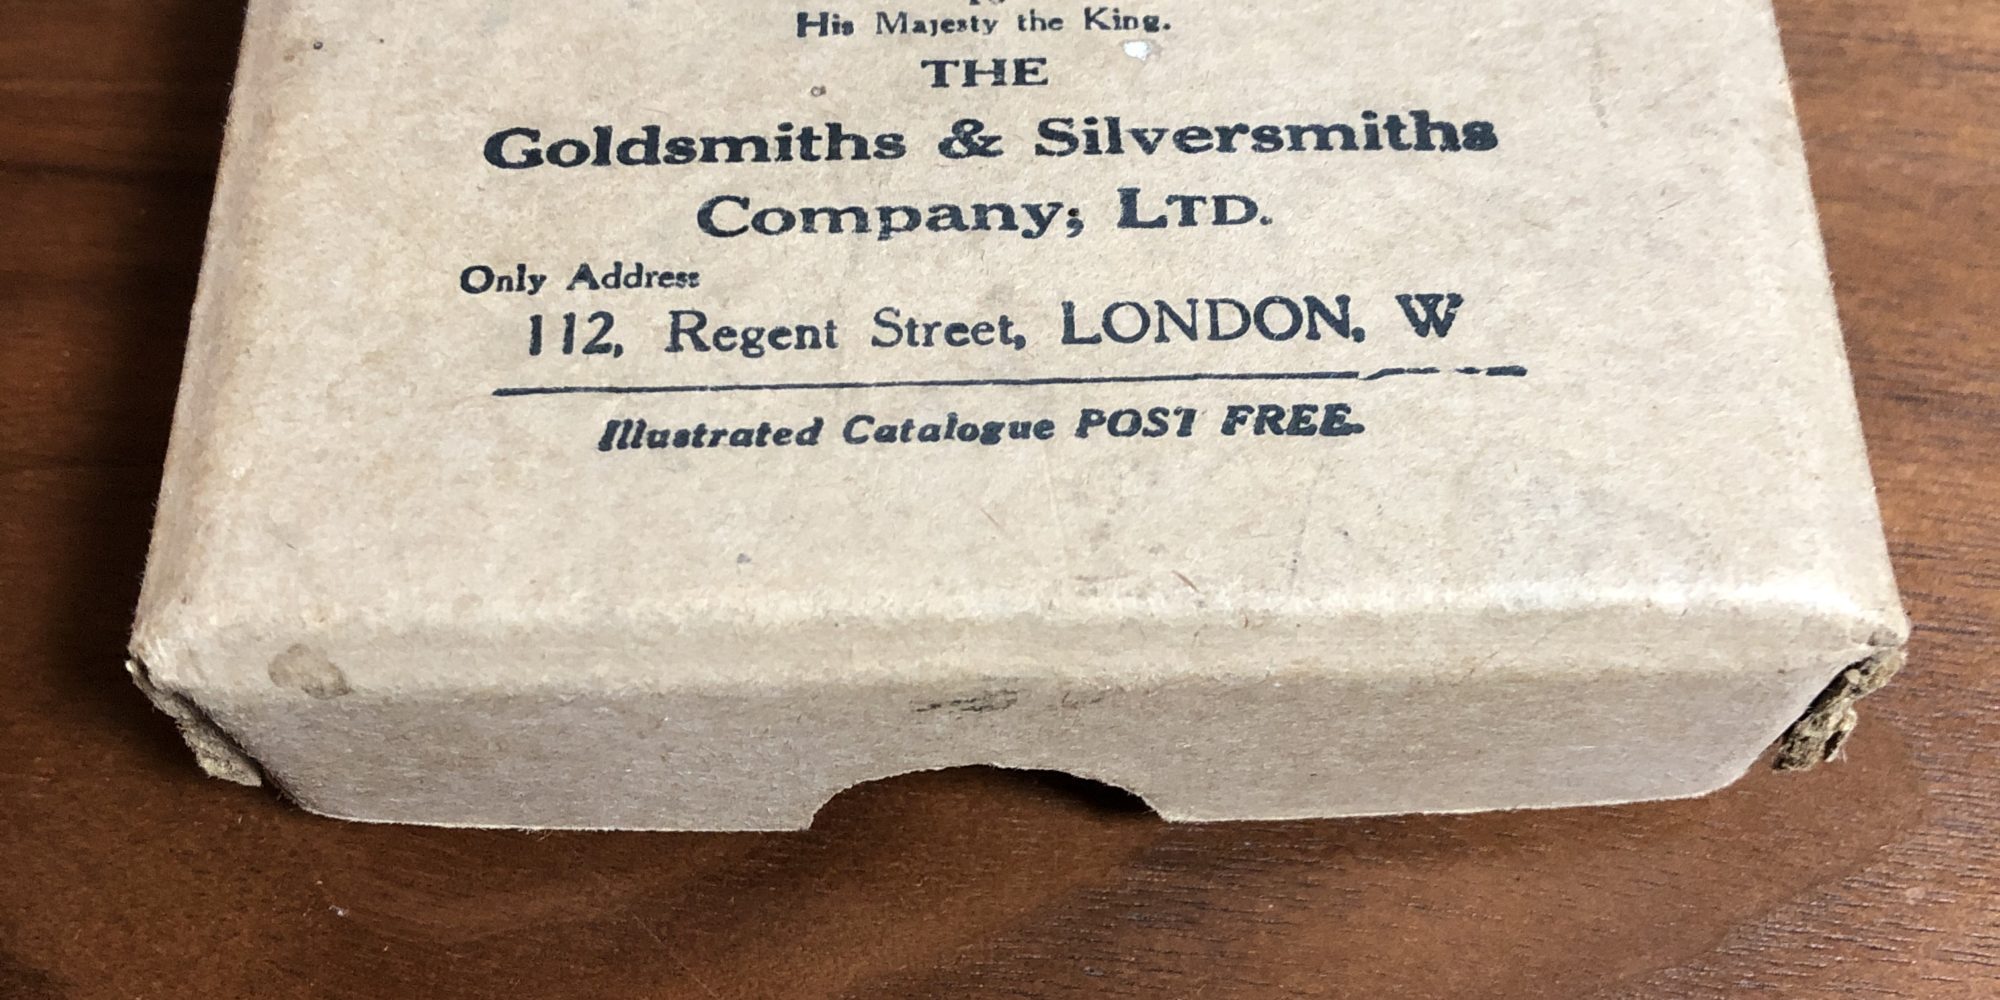 His Majesty the King.
THE
Goldsmiths & Silversmiths
Company, LTD.
Only Address
112, Regent Street, LONDON, W
Illustrated Catalogue POST FREE.